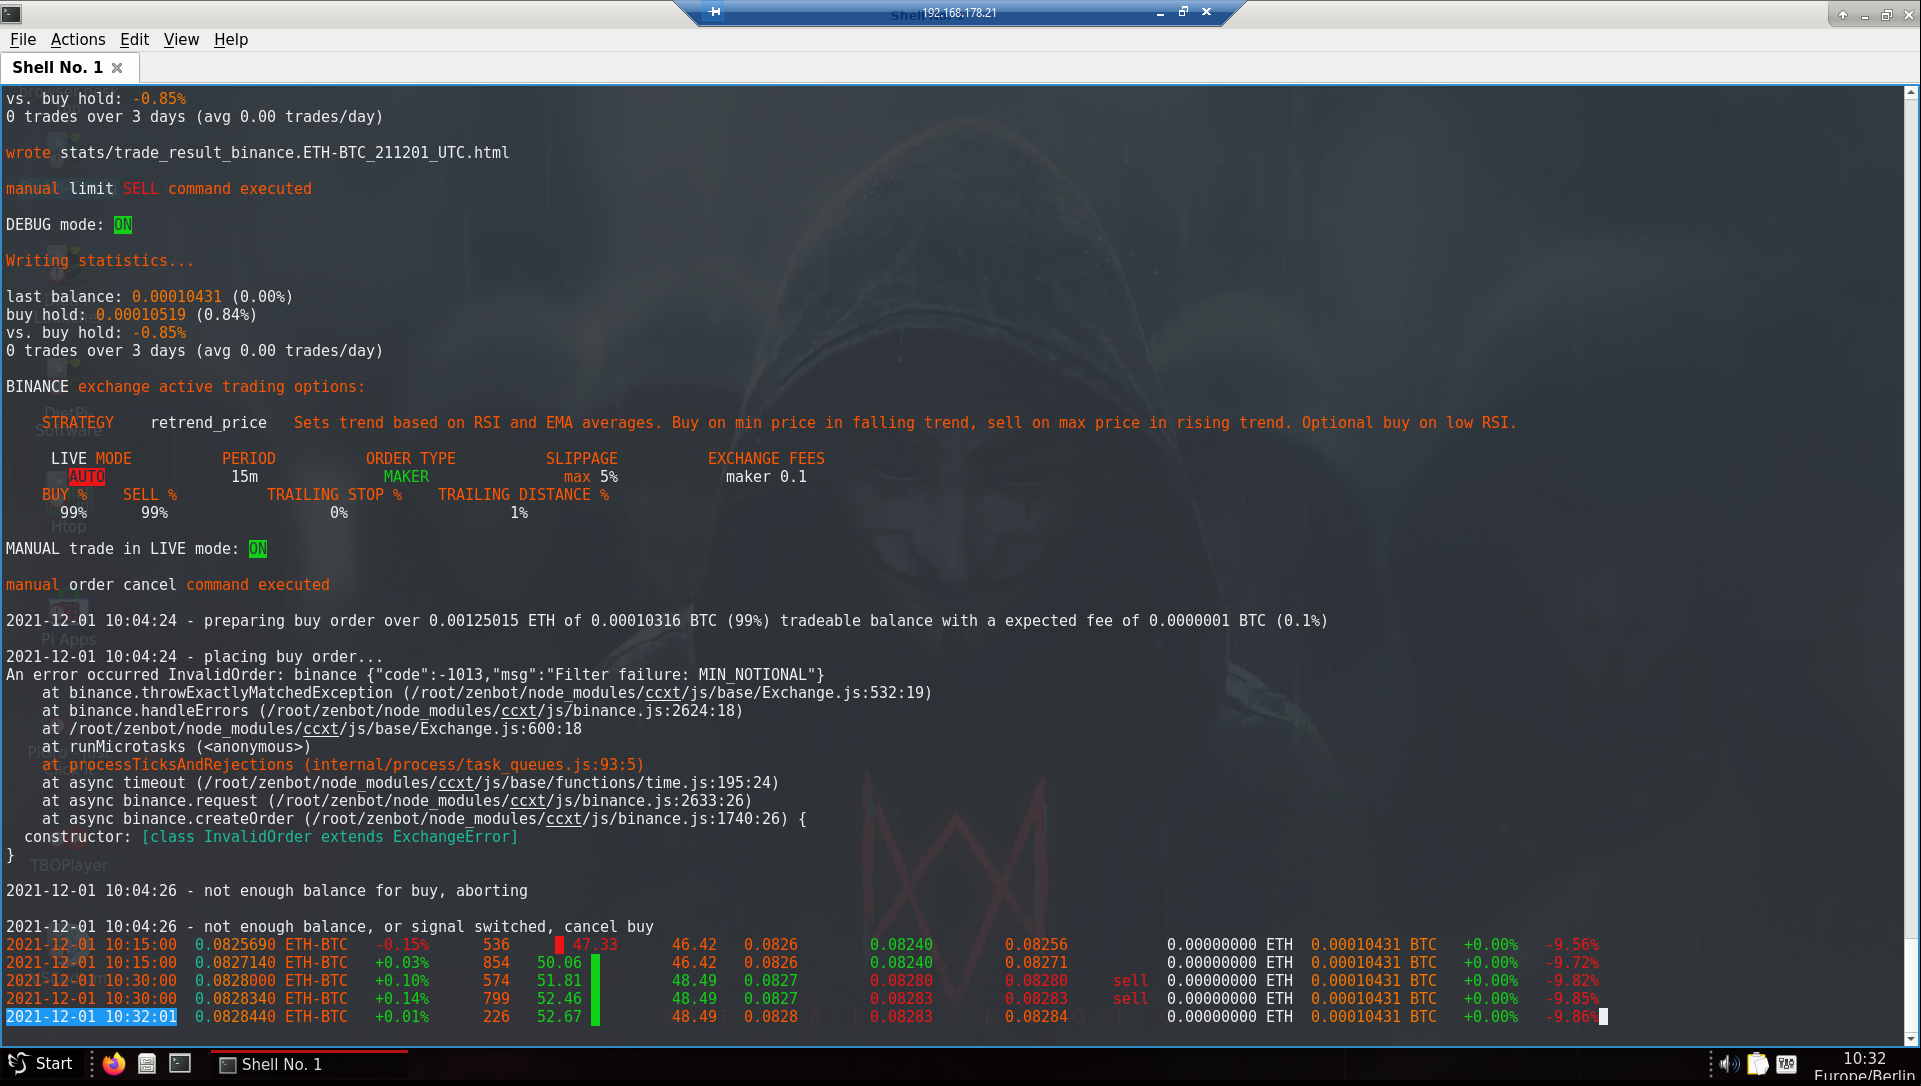 192.168.178.21
File Actions Edit View Help
Shell No. 1
vs. buy hold: -0.85%
0 trades over 3 days (avg 0.00 trades/day)
wrote stats/trade_result_binance.ETH-BTC_211201_UTC.html
manual limit SELL command executed
DEBUG mode: ON
Writing statistics...
last balance: 0.00010431 (0.00%)
buy hold: 0.00010519 (0.84%)
vs. buy hold: -0.85%
0 trades over 3 days (avg 0.00 trades/day)
BINANCE exchange active trading options:
STRATEGY retrend_price Sets trend based on RSI and EMA averages. Buy on min price in falling trend, sell on max price in rising trend. Optional buy on low RSI.
LIVE MODE PERIOD ORDER TYPE SLIPPAGE EXCHANGE FEES
AUTO 15m MAKER max 5% maker 0.1
BUY % SELL % TRAILING STOP % TRAILING DISTANCE %
99% 99% 0% 1%
Htop
MANUAL trade in LIVE mode: ON
manual order cancel command executed
2021-12-01 10:04:24 - preparing buy order over 0.00125015 ETH of 0.00010316 BTC (99%) tradeable balance with a expected fee of 0.0000001 BTC (0.1%)
Pi Apps
2021-12-01 10:04:24 - placing buy order...
An error occurred InvalidOrder: binance {"code":-1013,"msg":"Filter failure: MIN_NOTIONAL"}
at binance.throwExactlyMatchedException (/root/zenbot/node_modules/ccxt/js/base/Exchange.js:532:19)
at binance.handleErrors (/root/zenbot/node_modules/ccxt/js/binance.js:2624:18)
at /root/zenbot/node_modules/ccxt/js/base/Exchange.js:600:18
at runMicrotasks (<anonymous>)
at processTicksAndRejections (internal/process/task_queues.js:93:5)
at async timeout (/root/zenbot/node_modules/ccxt/js/base/functions/time.js:195:24)
at async binance.request (/root/zenbot/node_modules/ccxt/js/binance.js:2633:26)
at async binance.createOrder (/root/zenbot/node_modules/ccxt/js/binance.js:1740:26) {
constructor: [class InvalidOrder extends ExchangeError]
}
TBOPlayer
2021-12-01 10:04:26 - not enough balance for buy, aborting
2021-12-01 10:04:26 - not enough balance, or signal switched, cancel buy
2021-12-01 10:15:00 0.0825690 ETH-BTC -0.15% 536 47.33 46.42 0.0826 0.08240 0.08256 0.00000000 ETH 0.00010431 BTC +0.00% -9.56%
2021-12-01 10:15:00 0.0827140 ETH-BTC +0.03% 854 50.06 46.42 0.0826 0.08240 0.08271 0.00000000 ETH 0.00010431 BTC +0.00% -9.72%
2021-12-01 10:30:00 0.0828000 ETH-BTC +0.10% 574 51.81 48.49 0.0827 0.08280 0.08280 sell 0.00000000 ETH 0.00010431 BTC +0.00% -9.82%
2021-12-01 10:30:00 0.0828340 ETH-BTC +0.14% 799 52.46 48.49 0.0827 0.08283 0.08283 sell 0.00000000 ETH 0.00010431 BTC +0.00% -9.85%
2021-12-01 10:32:01 0.0828440 ETH-BTC +0.01% 226 52.67 48.49 0.0828 0.08283 0.08284 0.00000000 ETH 0.00010431 BTC +0.00% -9.86%
Start Shell No. 1 10:32
Europe/Berlin